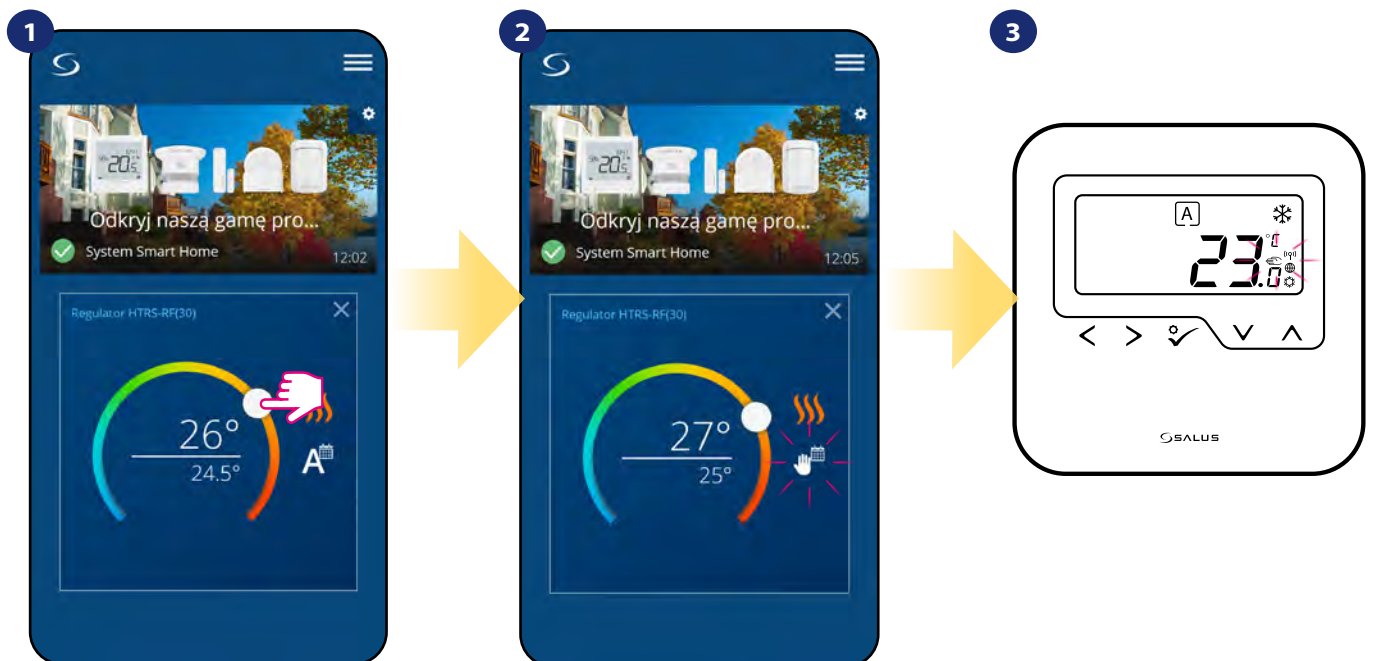 1
Odkryj naszą gamę pro...
System Smart Home
12:02
Regulator HTRS-RF(30)
26°
24.5°
A
2
Odkryj naszą gamę pro...
System Smart Home
12:05
Regulator HTRS-RF(30)
27°
25°
3
A
23.0
SALUS